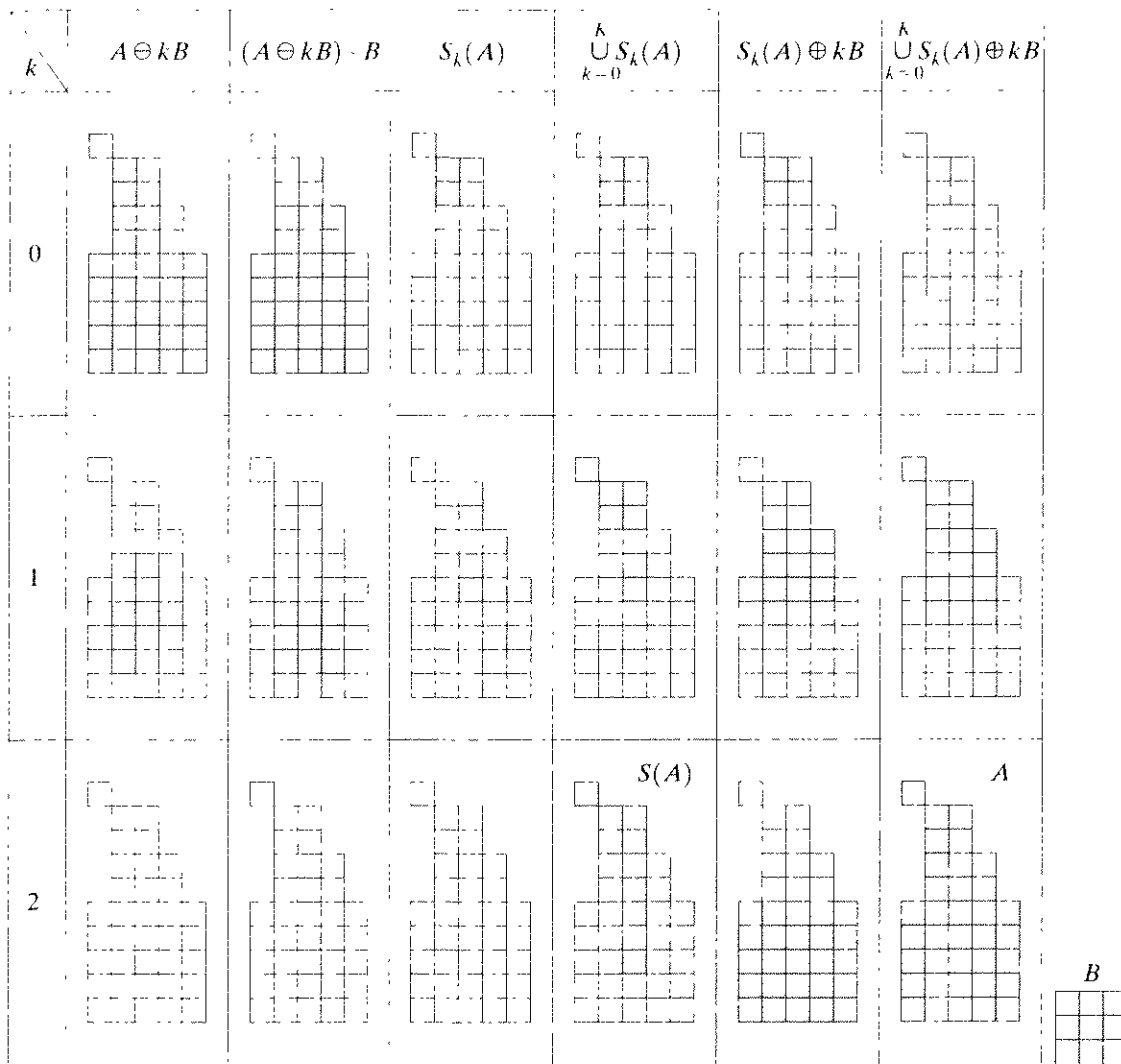 k A ⊖ kB (A ⊖ kB) · B S_k(A) K ∪ k=0 S_k(A) S_k(A) ⊕ kB K ∪ k=0 S_k(A) ⊕ kB
0
1
S(A) A
2
B